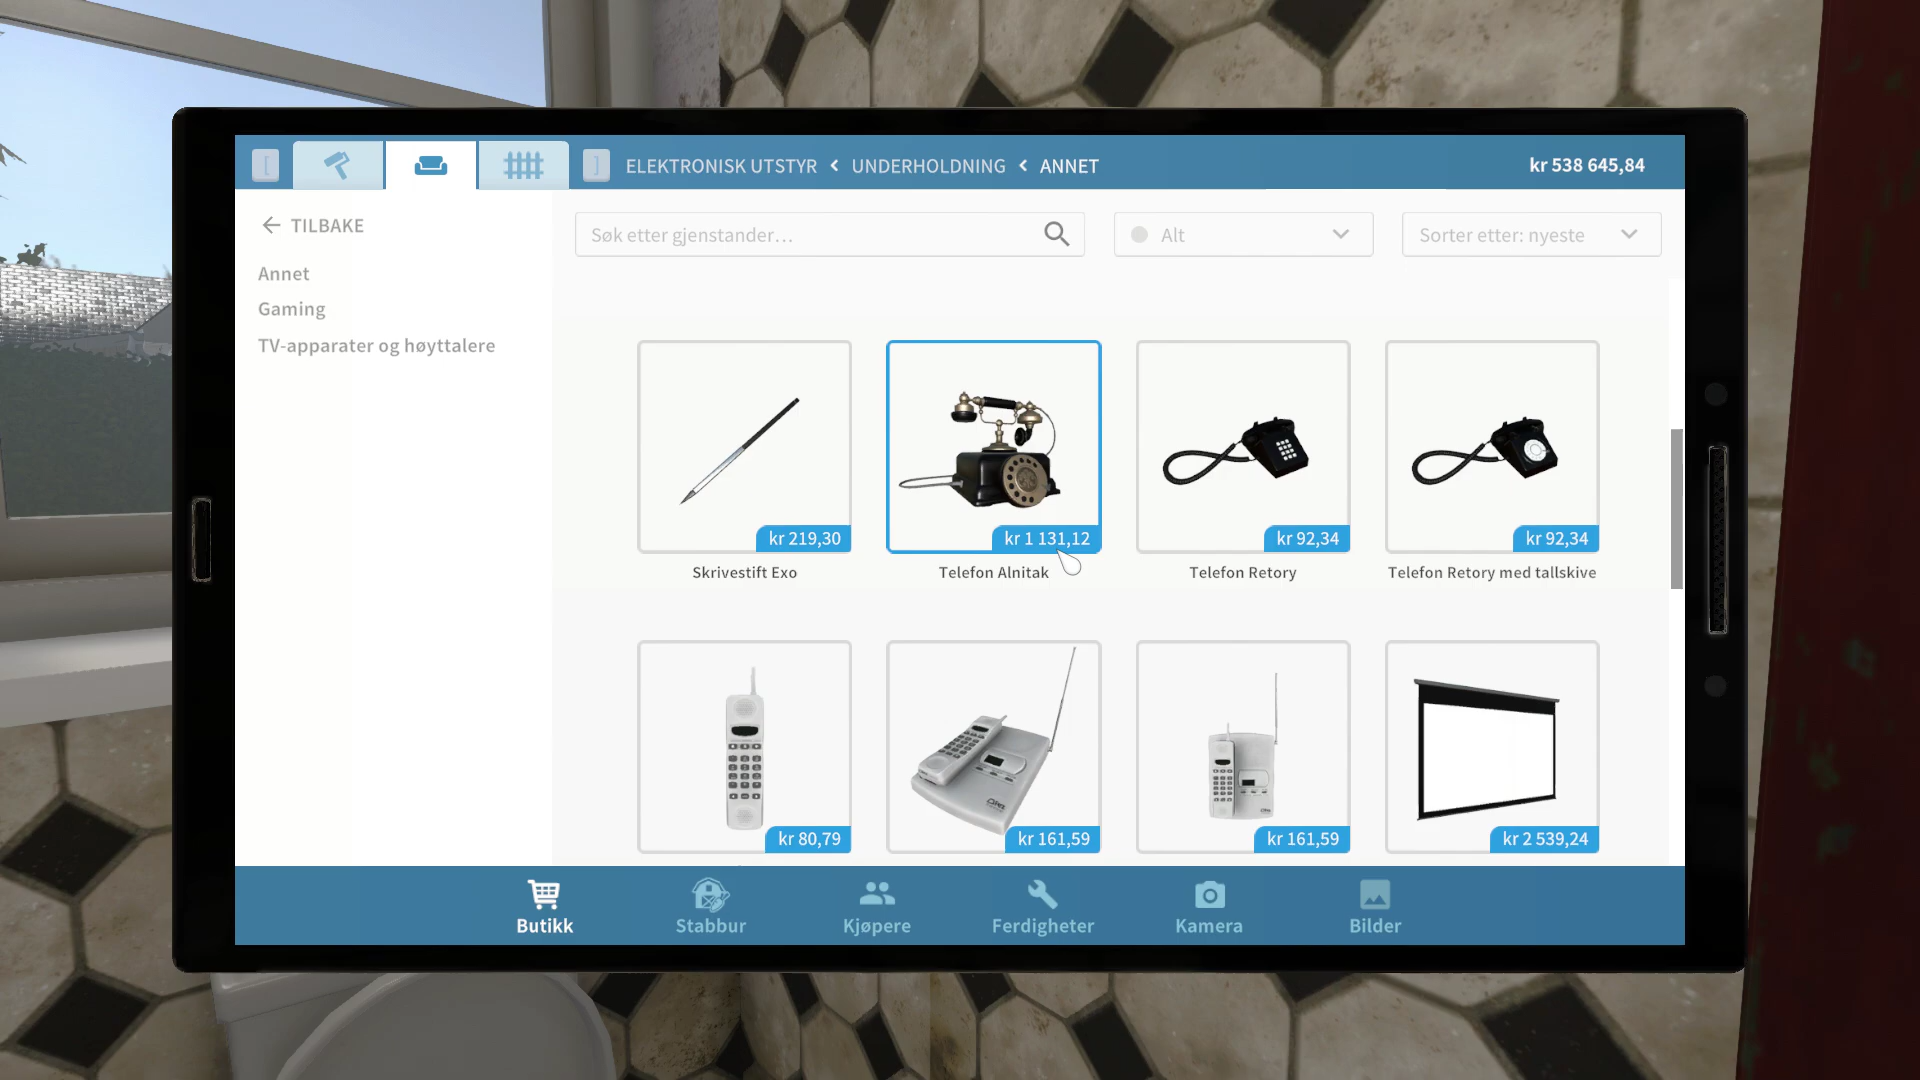 [
]
ELEKTRONISK UTSTYR < UNDERHOLDNING < ANNET
kr 538 645,84
← TILBAKE
Annet
Gaming
TV-apparater og høyttalere
Søk etter gjenstander…
Alt
Sorter etter: nyeste
kr 219,30
kr 1 131,12
kr 92,34
kr 92,34
Skrivestift Exo
Telefon Alnitak
Telefon Retory
Telefon Retory med tallskive
kr 80,79
kr 161,59
kr 161,59
kr 2 539,24
Butikk
Stabbur
Kjøpere
Ferdigheter
Kamera
Bilder